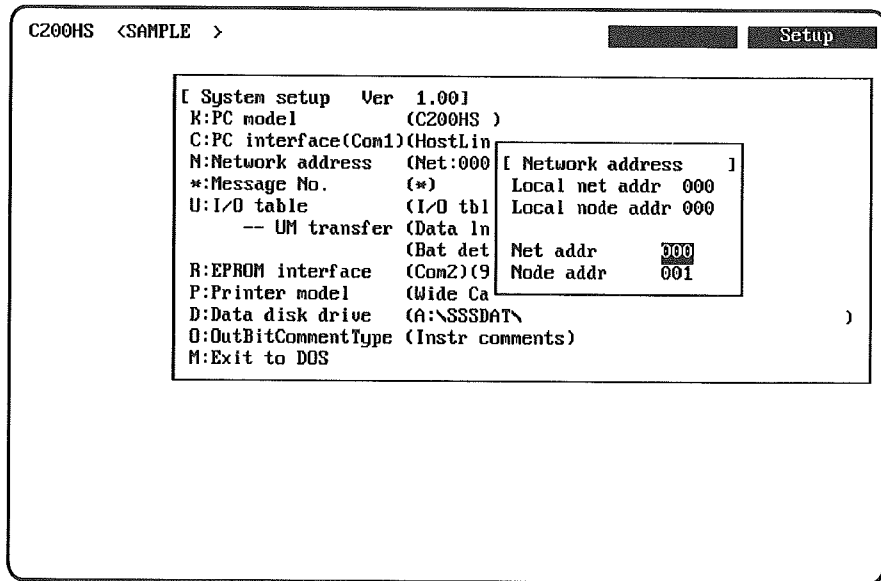 C200HS <SAMPLE >
Setup
[ System setup Ver 1.00]
K:PC model (C200HS )
C:PC interface(Com1)(HostLin
N:Network address (Net:000
*:Message No. (*)
U:I/O table (I/O tbl
-- UM transfer (Data ln
(Bat det
R:EPROM interface (Com2)(9
P:Printer model (Wide Ca
D:Data disk drive (A:\SSSDAT\ )
O:OutBitCommentType (Instr comments)
M:Exit to DOS
[ Network address ]
Local net addr 000
Local node addr 000
Net addr 000
Node addr 001